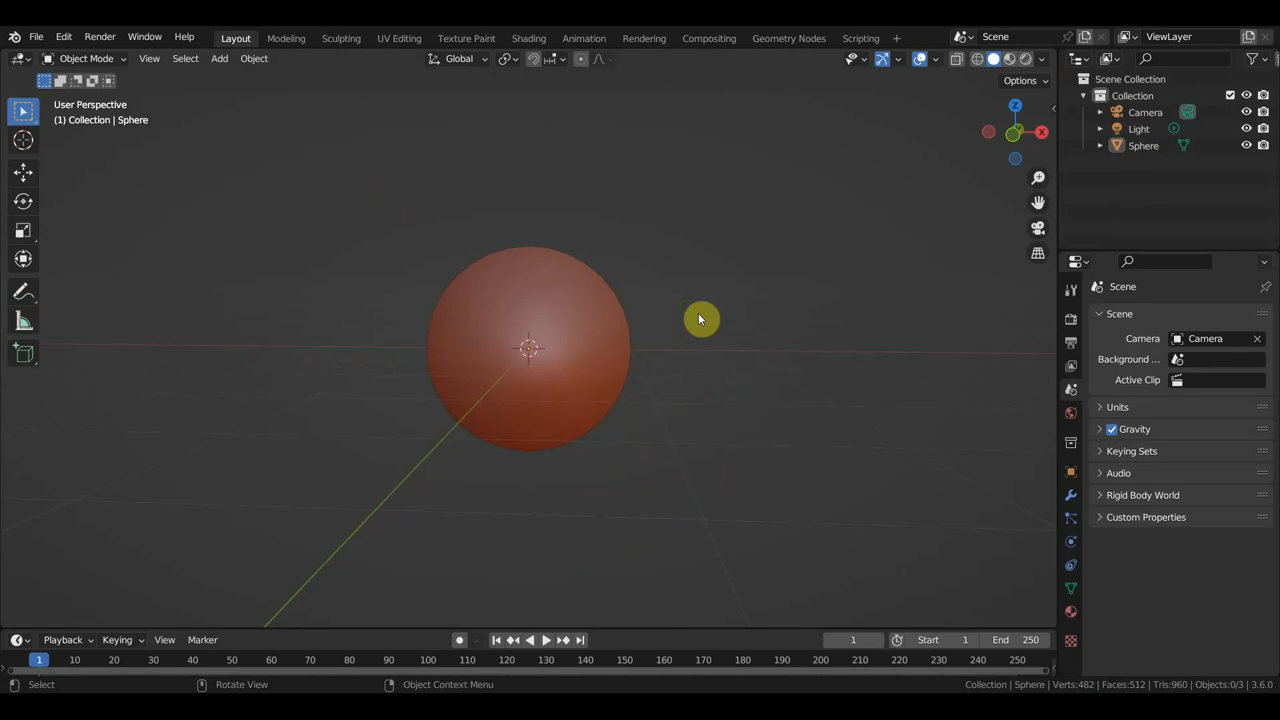 File Edit Render Window Help Layout Modeling Sculpting UV Editing Texture Paint Shading Animation Rendering Compositing Geometry Nodes Scripting + Scene ViewLayer
Object Mode View Select Add Object Global
Options
User Perspective
(1) Collection | Sphere
Z
X
Scene Collection
Collection
Camera
Light
Sphere
Scene
Scene
Camera Camera
Background ...
Active Clip
Units
Gravity
Keying Sets
Audio
Rigid Body World
Custom Properties
Playback Keying View Marker 1 Start 1 End 250
1 10 20 30 40 50 60 70 80 90 100 110 120 130 140 150 160 170 180 190 200 210 220 230 240 250
Select Rotate View Object Context Menu Collection | Sphere | Verts:482 | Faces:512 | Tris:960 | Objects:0/3 | 3.6.0